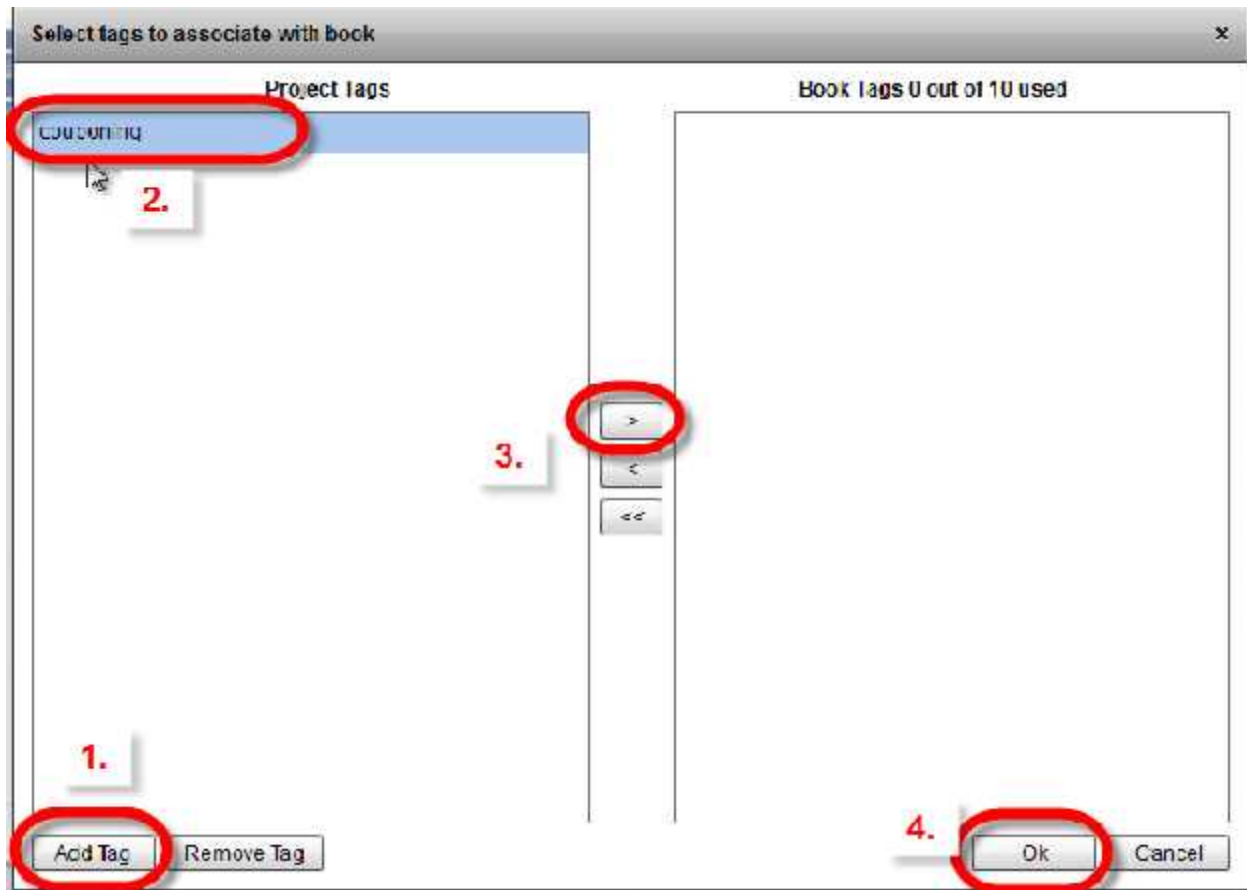 Select tags to associate with book x
Project Tags
Book Tags 0 out of 10 used
couponing
2.
>
3.
<
<<
1.
4.
Add Tag Remove Tag Ok Cancel